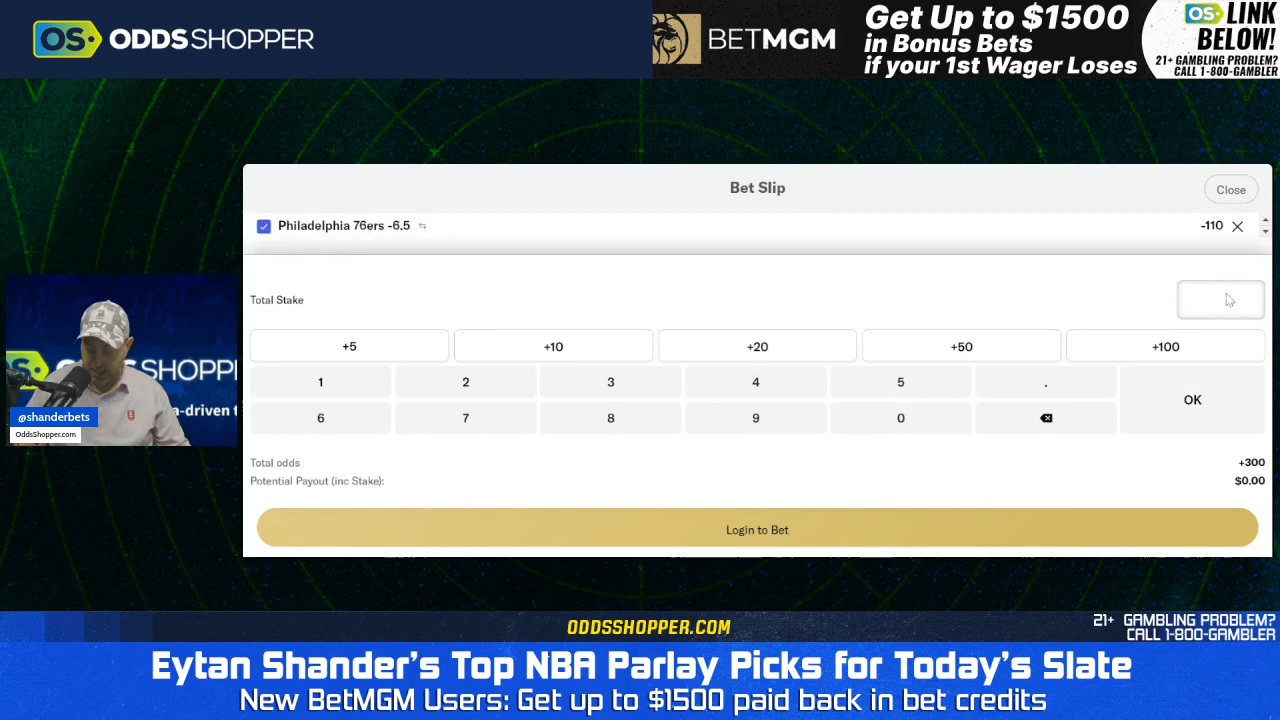 OS ODDSSHOPPER
BETMGM
Get Up to $1500
in Bonus Bets
if your 1st Wager Loses
OS LINK
BELOW!
21+ GAMBLING PROBLEM?
CALL 1-800-GAMBLER
Bet Slip
Close
Philadelphia 76ers -6.5
-110
Total Stake
+5
+10
+20
+50
+100
1
2
3
4
5
.
OK
6
7
8
9
0
Total odds
+300
Potential Payout (inc Stake):
$0.00
Login to Bet
@shanderbets
OddsShopper.com
ODDSSHOPPER.COM
21+ GAMBLING PROBLEM?
CALL 1-800-GAMBLER
Eytan Shander's Top NBA Parlay Picks for Today's Slate
New BetMGM Users: Get up to $1500 paid back in bet credits